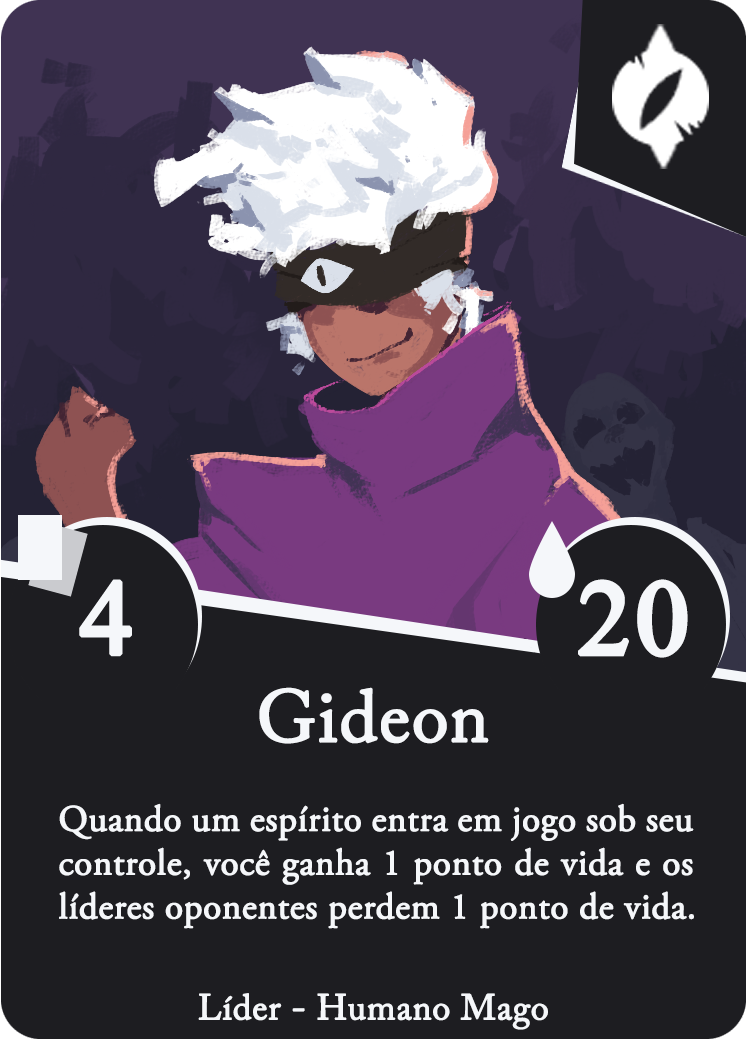 4
20
Gideon
Quando um espírito entra em jogo sob seu
controle, você ganha 1 ponto de vida e os
líderes oponentes perdem 1 ponto de vida.
Líder - Humano Mago